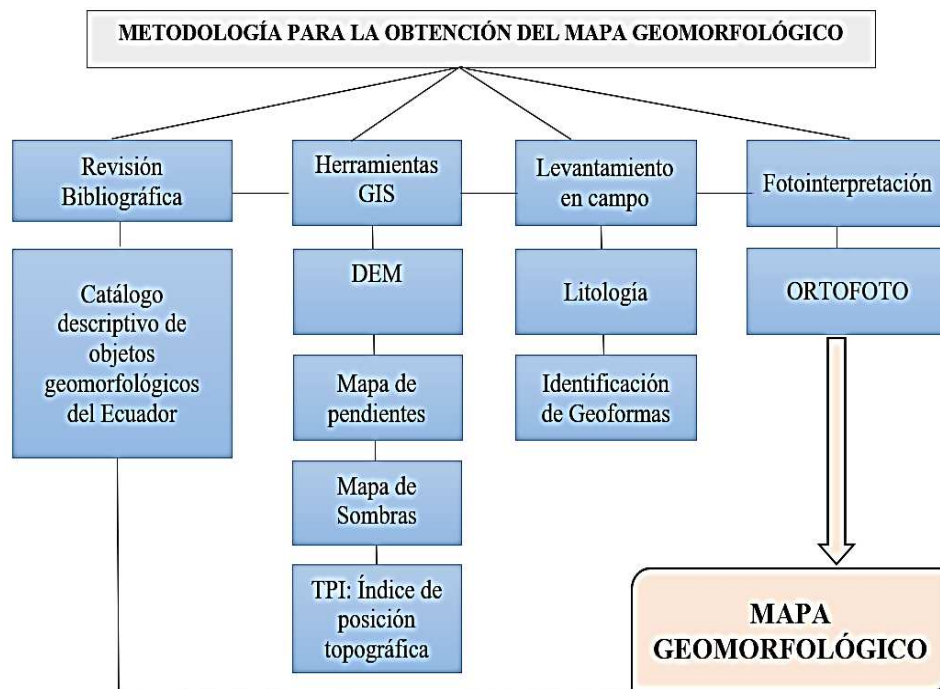 METODOLOGÍA PARA LA OBTENCIÓN DEL MAPA GEOMORFOLÓGICO
Revisión
Bibliográfica
Herramientas
GIS
Levantamiento
en campo
Fotointerpretación
Catálogo
descriptivo de
objetos
geomorfológicos
del Ecuador
DEM
Mapa de
pendientes
Mapa de
Sombras
TPI: Índice de
posición
topográfica
Litología
Identificación
de Geoformas
ORTOFOTO
MAPA
GEOMORFOLÓGICO